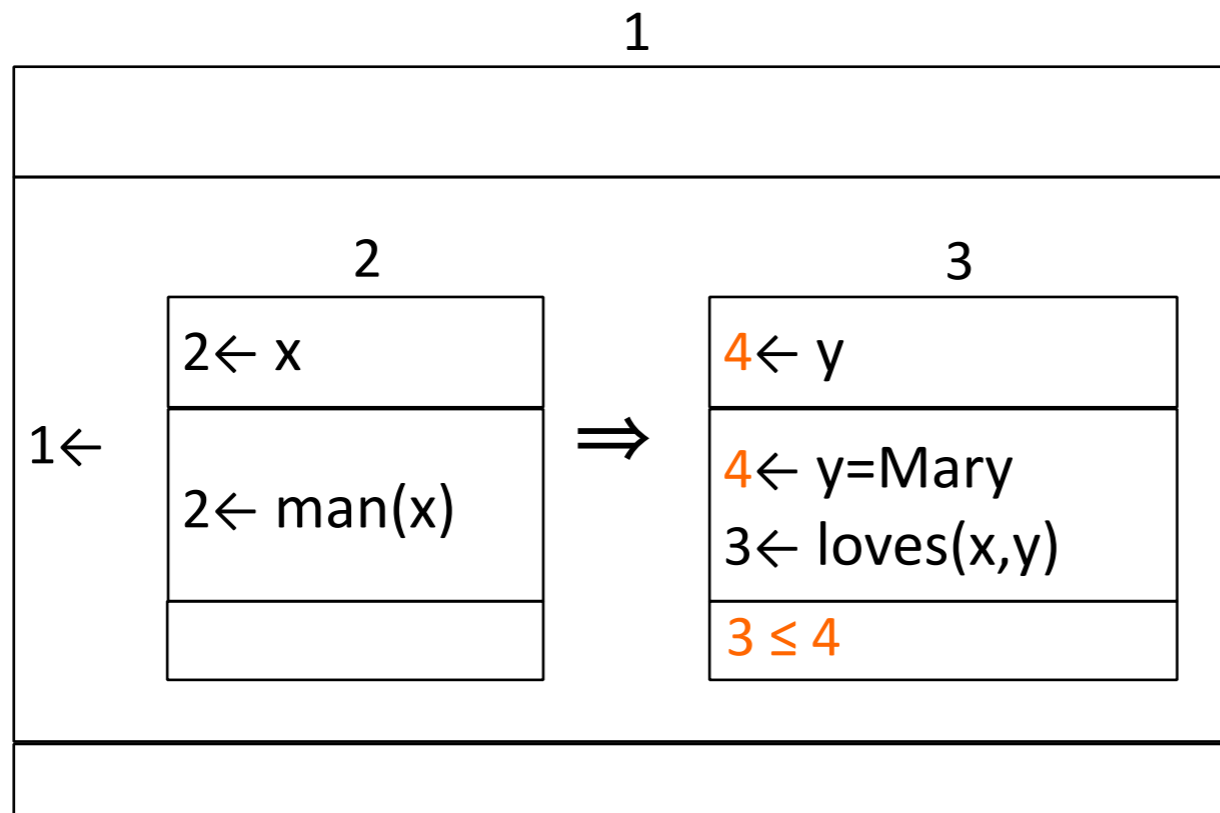 1
2
3
2← x
4← y
1←
⇒
2← man(x)
4← y=Mary
3← loves(x,y)
3 ≤ 4